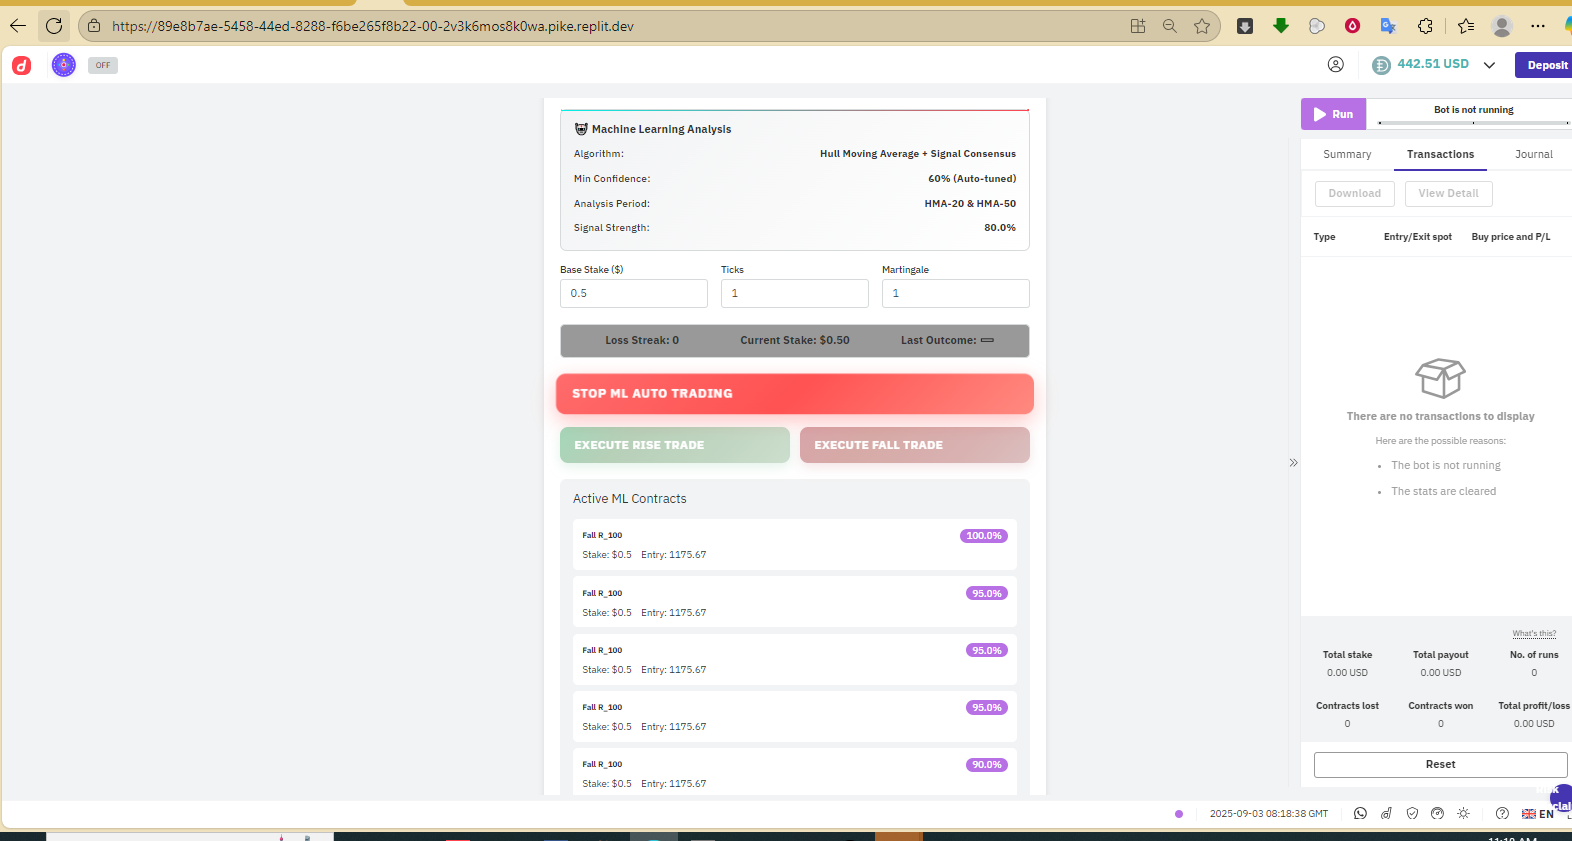 https://89e8b7ae-5458-44ed-8288-f6be265f8b22-00-2v3k6mos8k0wa.pike.replit.dev
OFF
442.51 USD
Deposit
Machine Learning Analysis
Algorithm: Hull Moving Average + Signal Consensus
Min Confidence: 60% (Auto-tuned)
Analysis Period: HMA-20 & HMA-50
Signal Strength: 80.0%
Base Stake ($) Ticks Martingale
0.5 1 1
Loss Streak: 0 Current Stake: $0.50 Last Outcome:
STOP ML AUTO TRADING
EXECUTE RISE TRADE EXECUTE FALL TRADE
Active ML Contracts
Fall R_100 100.0%
Stake: $0.5 Entry: 1175.67
Fall R_100 95.0%
Stake: $0.5 Entry: 1175.67
Fall R_100 95.0%
Stake: $0.5 Entry: 1175.67
Fall R_100 95.0%
Stake: $0.5 Entry: 1175.67
Fall R_100 90.0%
Stake: $0.5 Entry: 1175.67
Run
Bot is not running
Summary Transactions Journal
Download View Detail
Type Entry/Exit spot Buy price and P/L
There are no transactions to display
Here are the possible reasons:
• The bot is not running
• The stats are cleared
What's this?
Total stake Total payout No. of runs
0.00 USD 0.00 USD 0
Contracts lost Contracts won Total profit/loss
0 0 0.00 USD
Reset
2025-09-03 08:18:38 GMT
EN